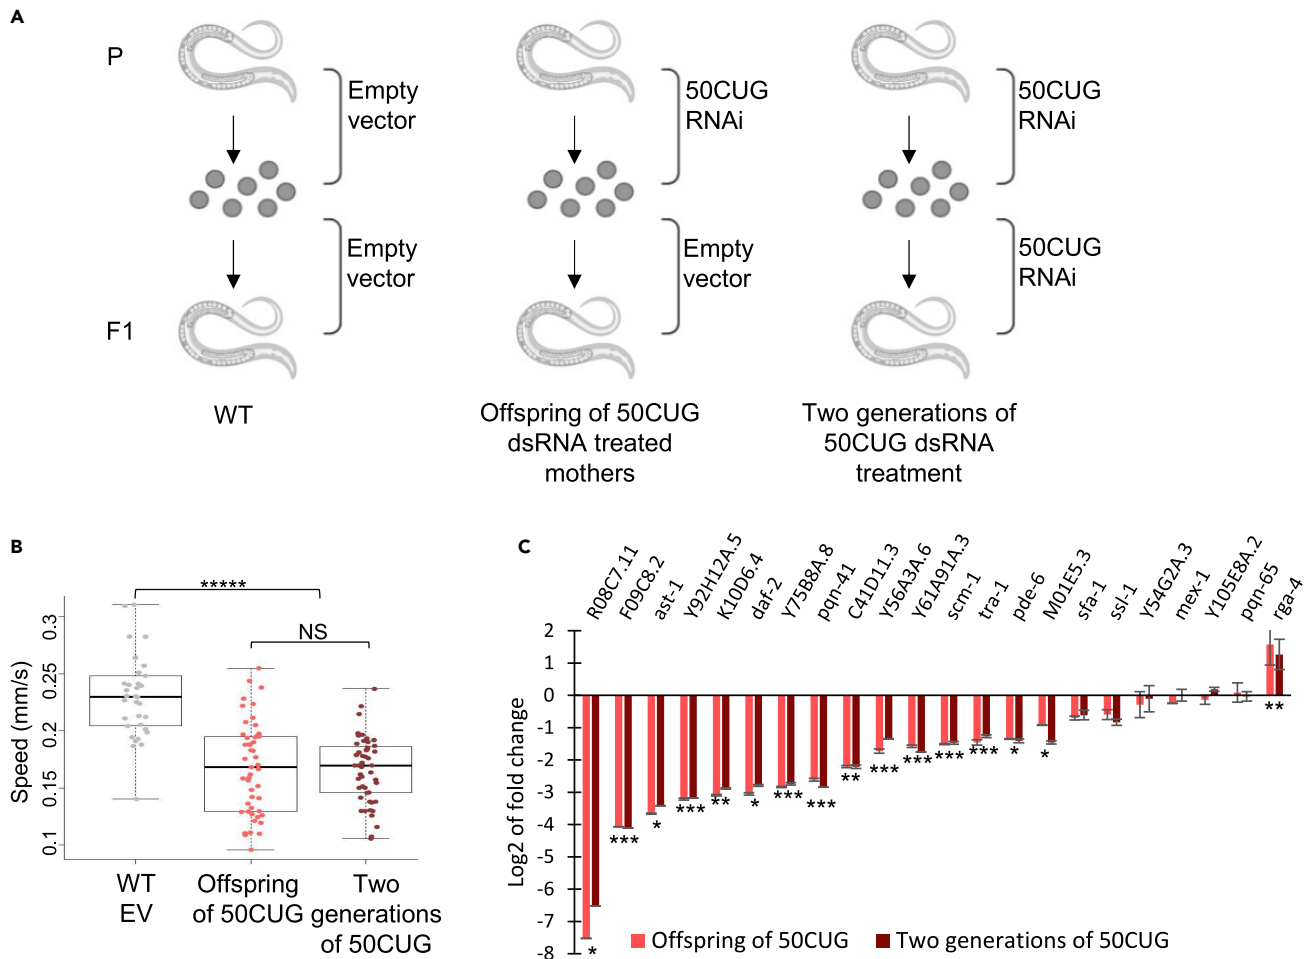 A
P
Empty
vector
50CUG
RNAi
50CUG
RNAi
Empty
vector
Empty
vector
50CUG
RNAi
F1
WT
Offspring of 50CUG
dsRNA treated
mothers
Two generations of
50CUG dsRNA
treatment
B
*****
NS
Speed (mm/s)
0.3
0.25
0.2
0.15
0.1
WT
EV
Offspring
of 50CUG
Two
generations
of 50CUG
C
R08C7.11
F09C8.2
ast-1
Y92H12A.5
K10D6.4
daf-2
Y75B8A.8
pqn-41
C41D11.3
Y56A3A.6
Y61A91A.3
scm-1
tra-1
pde-6
M01E5.3
sfa-1
ssl-1
Y54G2A.3
mex-1
Y105E8A.2
pqn-65
rga-4
Log2 of fold change
2
1
0
-1
-2
-3
-4
-5
-6
-7
-8
*
***
*
***
**
*
***
***
**
***
***
***
***
*
*
**
Offspring of 50CUG
Two generations of 50CUG